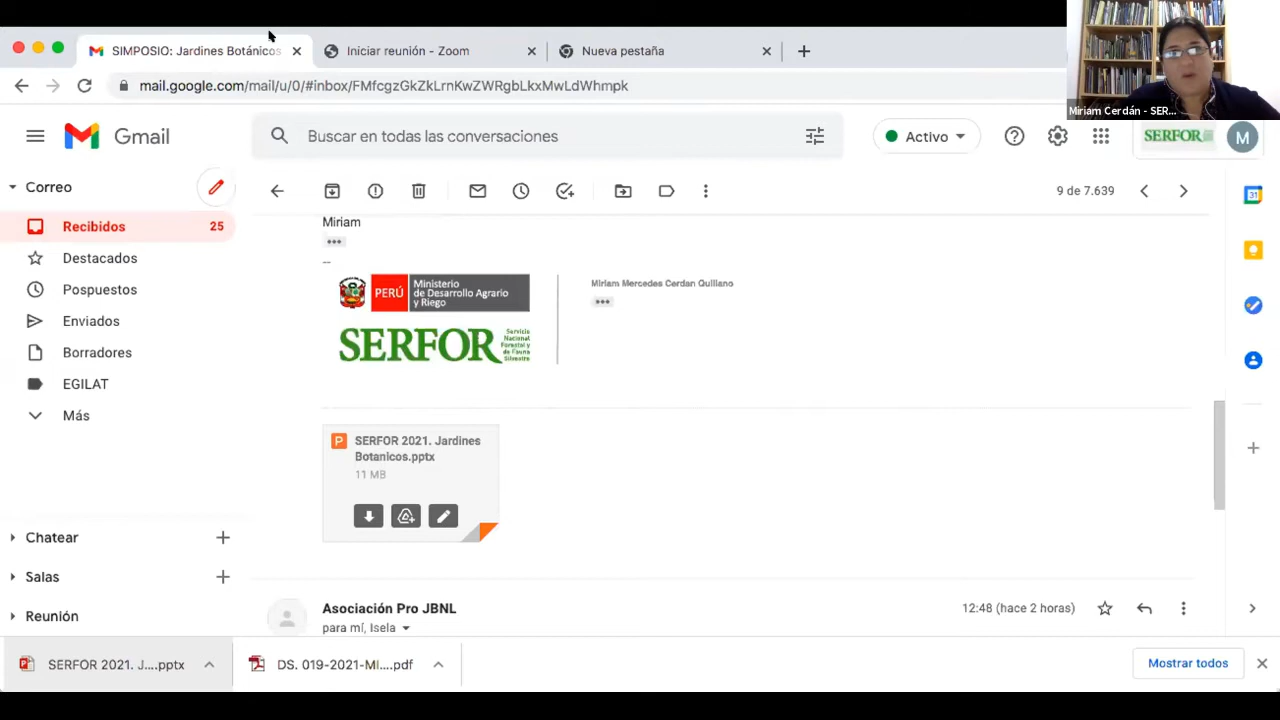 SIMPOSIO: Jardines Botánicos
Iniciar reunión - Zoom
Nueva pestaña
mail.google.com/mail/u/0/#inbox/FMfcgzGkZkLrnKwZWRgbLkxMwLdWhmpk
Miriam Cerdán - SER...
Gmail
Buscar en todas las conversaciones
Activo
SERFOR
M
Correo
9 de 7.639
31
Recibidos 25
Destacados
Pospuestos
Enviados
Borradores
EGILAT
Más
Miriam
--
PERÚ
Ministerio
de Desarrollo Agrario
y Riego
SERFOR
Servicio
Nacional
Forestal y
de Fauna
Silvestre
Miriam Mercedes Cerdan Quiliano
P SERFOR 2021. Jardines
Botanicos.pptx
11 MB
Chatear
Salas
Reunión
Asociación Pro JBNL
12:48 (hace 2 horas)
para mí, Isela
SERFOR 2021. J....pptx
DS. 019-2021-MI....pdf
Mostrar todos